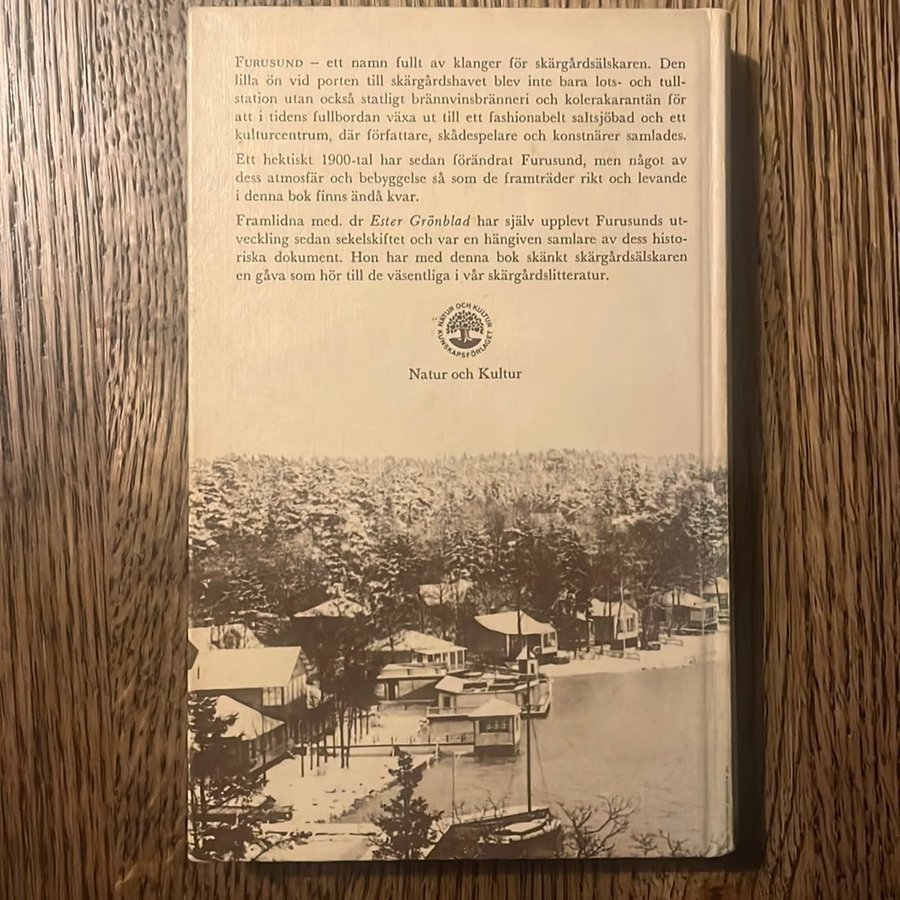 FURUSUND – ett namn fullt av klanger för skärgårdsälskaren. Den
lilla ön vid porten till skärgårdshavet blev inte bara lots- och tull-
station utan också statligt brännvinsbränneri och kolerakarantän för
att i tidens fullbordan växa ut till ett fashionabelt saltsjöbad och ett
kulturcentrum, där författare, skådespelare och konstnärer samlades.
Ett hektiskt 1900-tal har sedan förändrat Furusund, men något av
dess atmosfär och bebyggelse så som de framträder rikt och levande
i denna bok finns ändå kvar.
Framlidna med. dr Ester Grönblad har själv upplevt Furusunds ut-
veckling sedan sekelskiftet och var en hängiven samlare av dess histo-
riska dokument. Hon har med denna bok skänkt skärgårdsälskaren
en gåva som hör till de väsentliga i vår skärgårdslitteratur.
NATUR OCH KULTUR
KUNSKAPSFÖRLAGET
Natur och Kultur